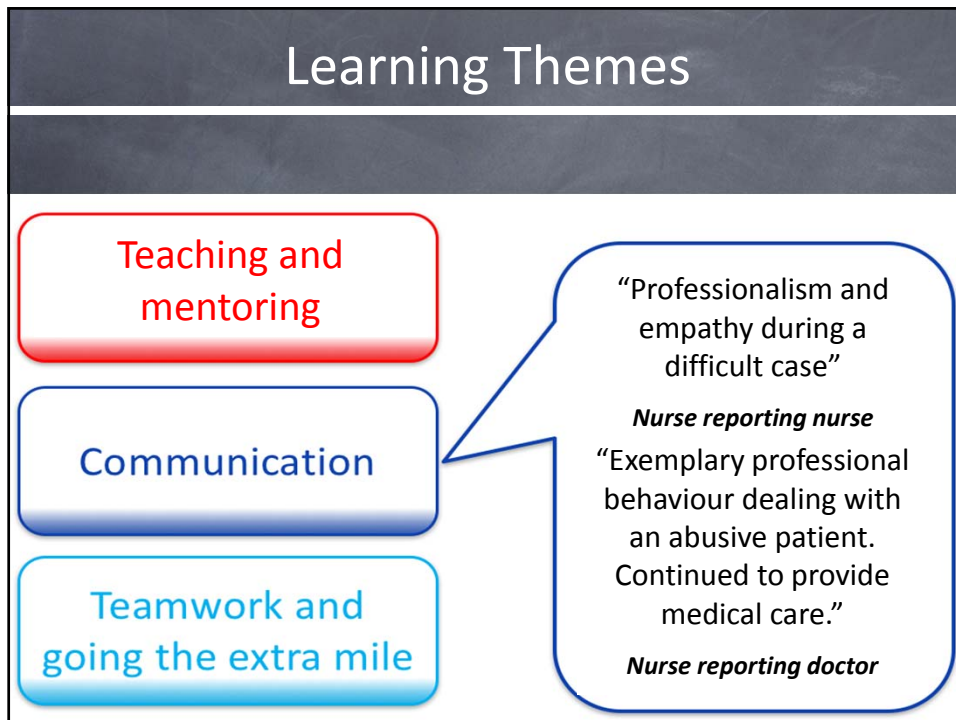 Learning Themes
Teaching and
mentoring
Communication
Teamwork and
going the extra mile
“Professionalism and
empathy during a
difficult case”
Nurse reporting nurse
“Exemplary professional
behaviour dealing with
an abusive patient.
Continued to provide
medical care.”
Nurse reporting doctor